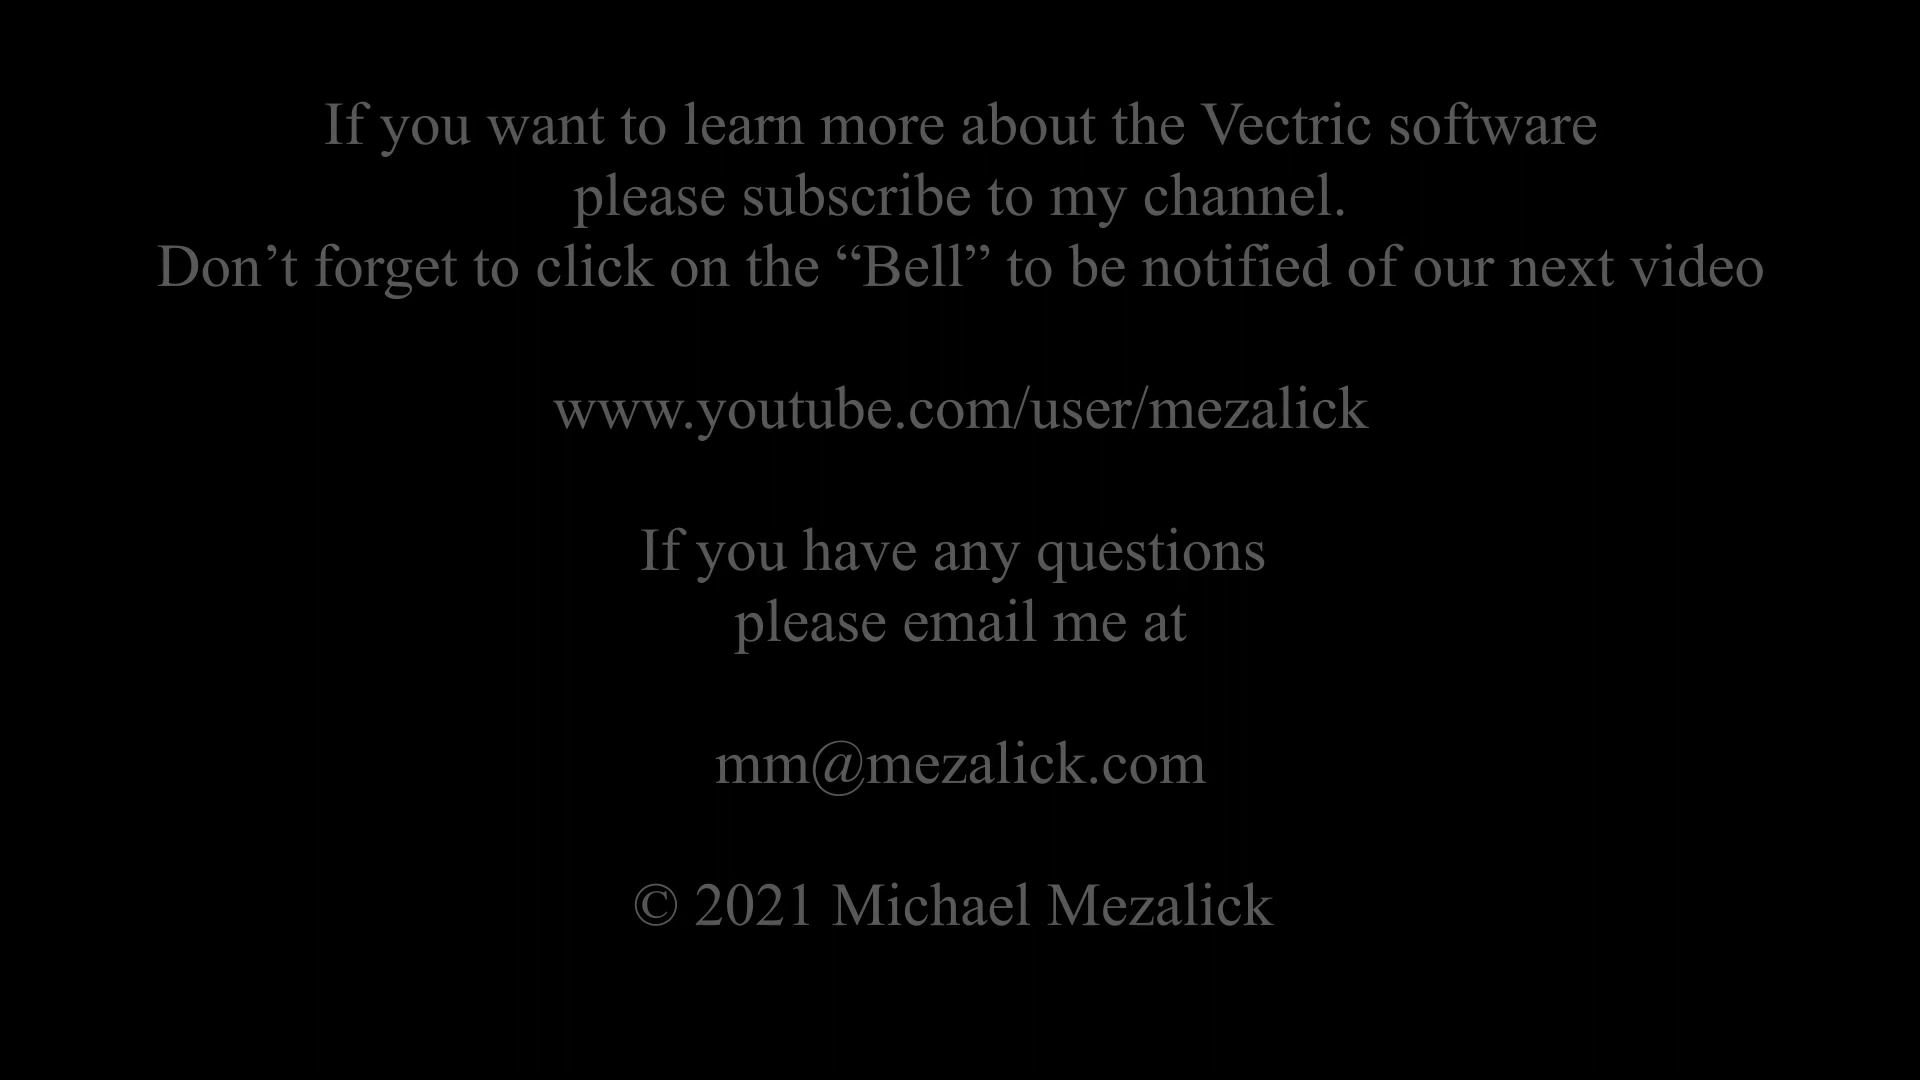 If you want to learn more about the Vectric software
please subscribe to my channel.
Don’t forget to click on the “Bell” to be notified of our next video
www.youtube.com/user/mezalick
If you have any questions
please email me at
mm@mezalick.com
© 2021 Michael Mezalick